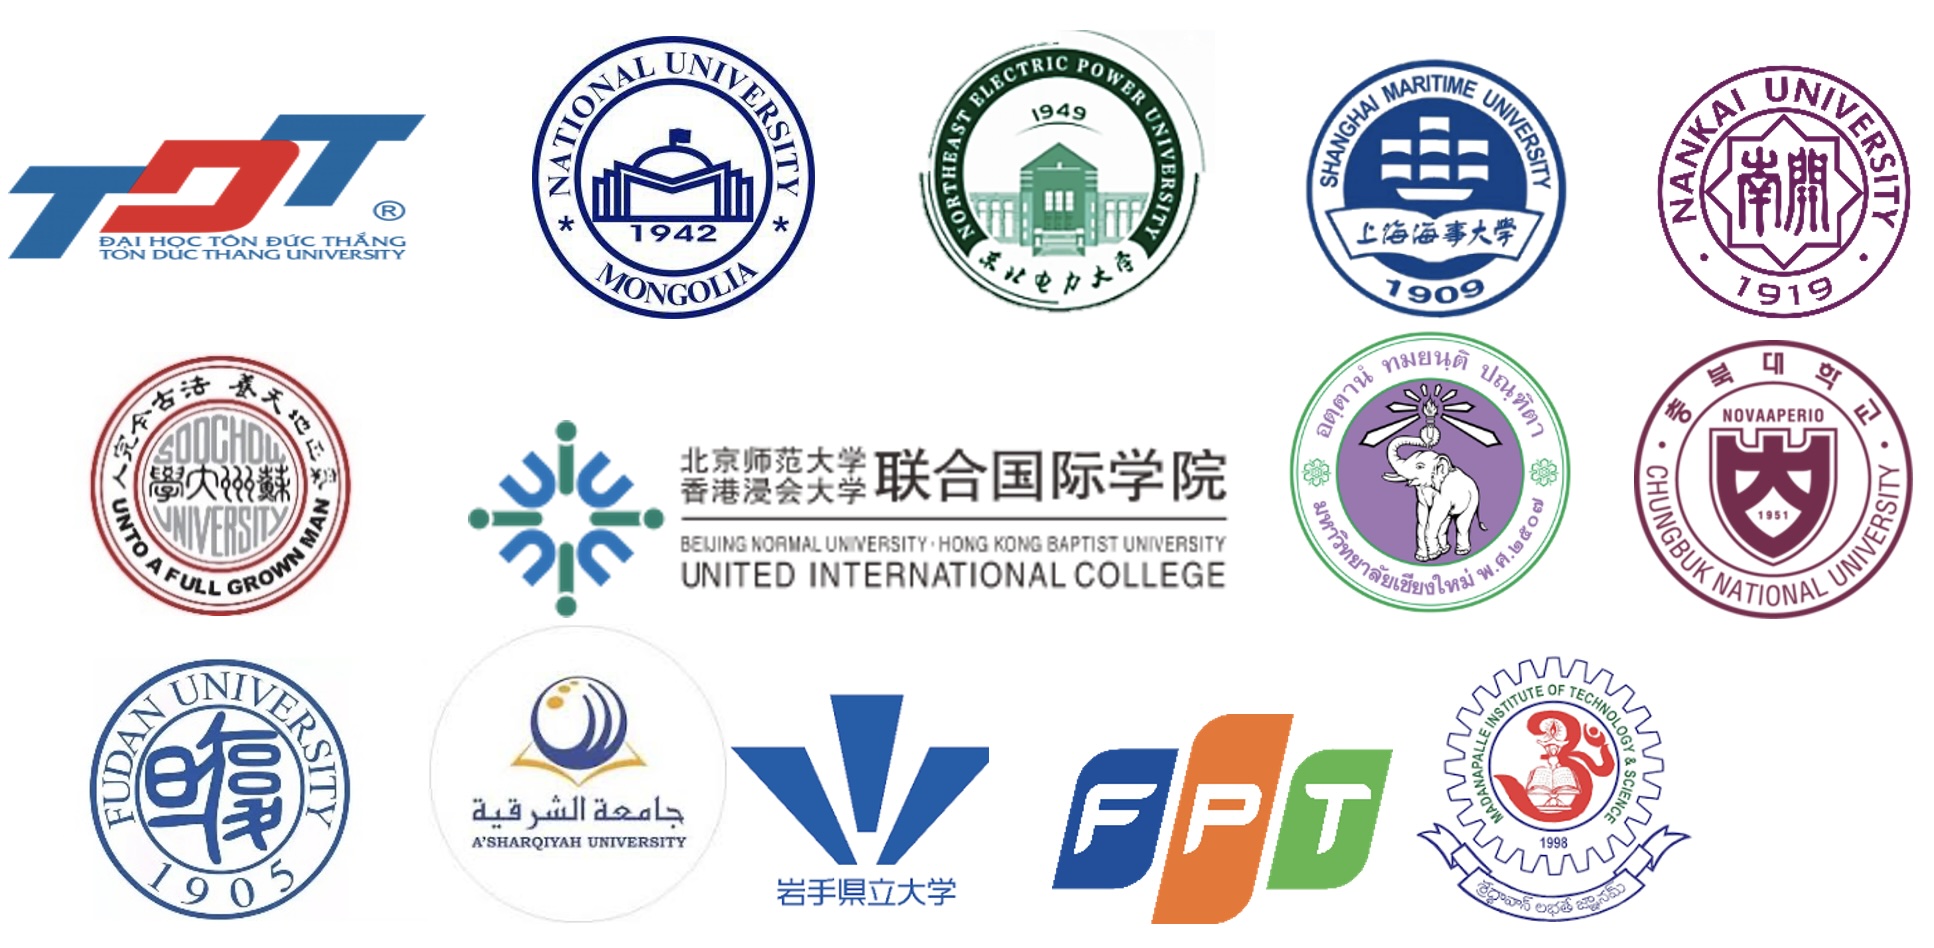 TDT
®
ĐẠI HỌC TÔN ĐỨC THẮNG
TON DUC THANG UNIVERSITY
NATIONAL UNIVERSITY
1942
MONGOLIA
NORTHEAST ELECTRIC POWER UNIVERSITY
1949
东北电力大学
SHANGHAI MARITIME UNIVERSITY
上海海事大学
1909
NANKAI UNIVERSITY
南開
1919
養天地正氣 法古今完人
SOOCHOW
蘇州大學
UNIVERSITY
UNTO A FULL GROWN MAN
北京师范大学
香港浸会大学
联合国际学院
BEIJING NORMAL UNIVERSITY · HONG KONG BAPTIST UNIVERSITY
UNITED INTERNATIONAL COLLEGE
อตฺตานํ ทมยนฺติ ปณฺฑิตา
มหาวิทยาลัยเชียงใหม่ พ.ศ.๒๕๐๗
충북대학교
NOVAAPERIO
大
1951
CHUNGBUK NATIONAL UNIVERSITY
FUDAN UNIVERSITY
復旦
1905
جامعة الشرقية
A'SHARQIYAH UNIVERSITY
岩手県立大学
FPT
MADANAPALLE INSTITUTE OF TECHNOLOGY & SCIENCE
1998
శ్రద్ధావాన్ లభతే జ్ఞానమ్